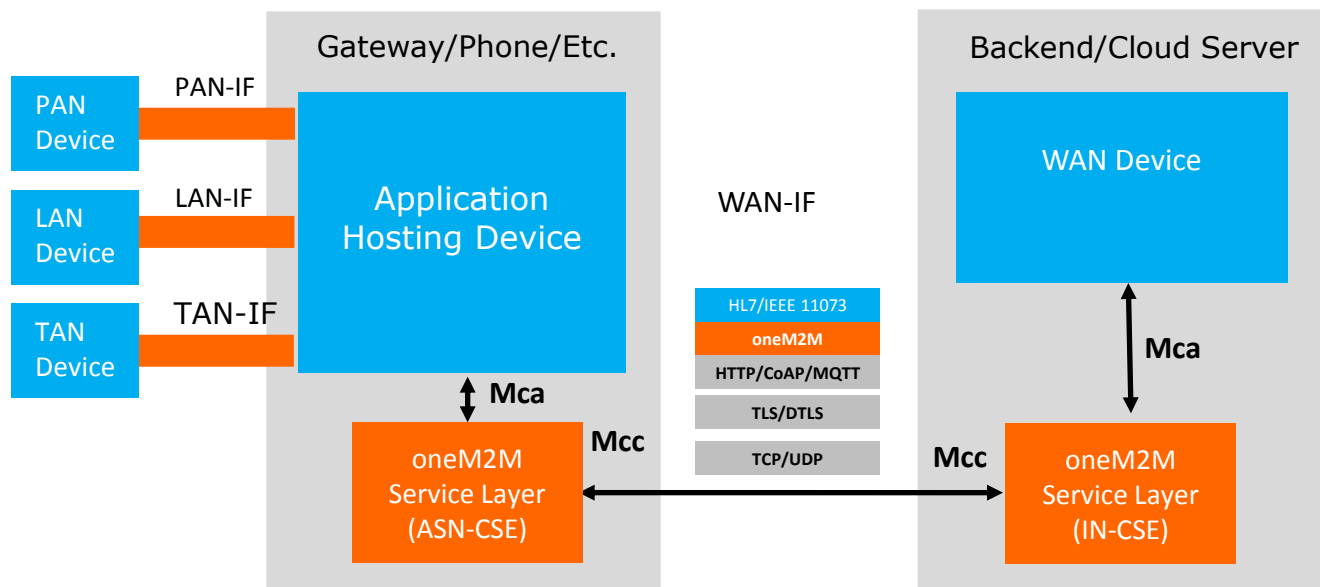 Gateway/Phone/Etc.
Backend/Cloud Server
PAN
Device
PAN-IF
LAN
Device
LAN-IF
TAN
Device
TAN-IF
Application
Hosting Device
WAN-IF
WAN Device
HL7/IEEE 11073
oneM2M
HTTP/CoAP/MQTT
TLS/DTLS
TCP/UDP
Mca
Mca
Mcc
Mcc
oneM2M
Service Layer
(ASN-CSE)
oneM2M
Service Layer
(IN-CSE)